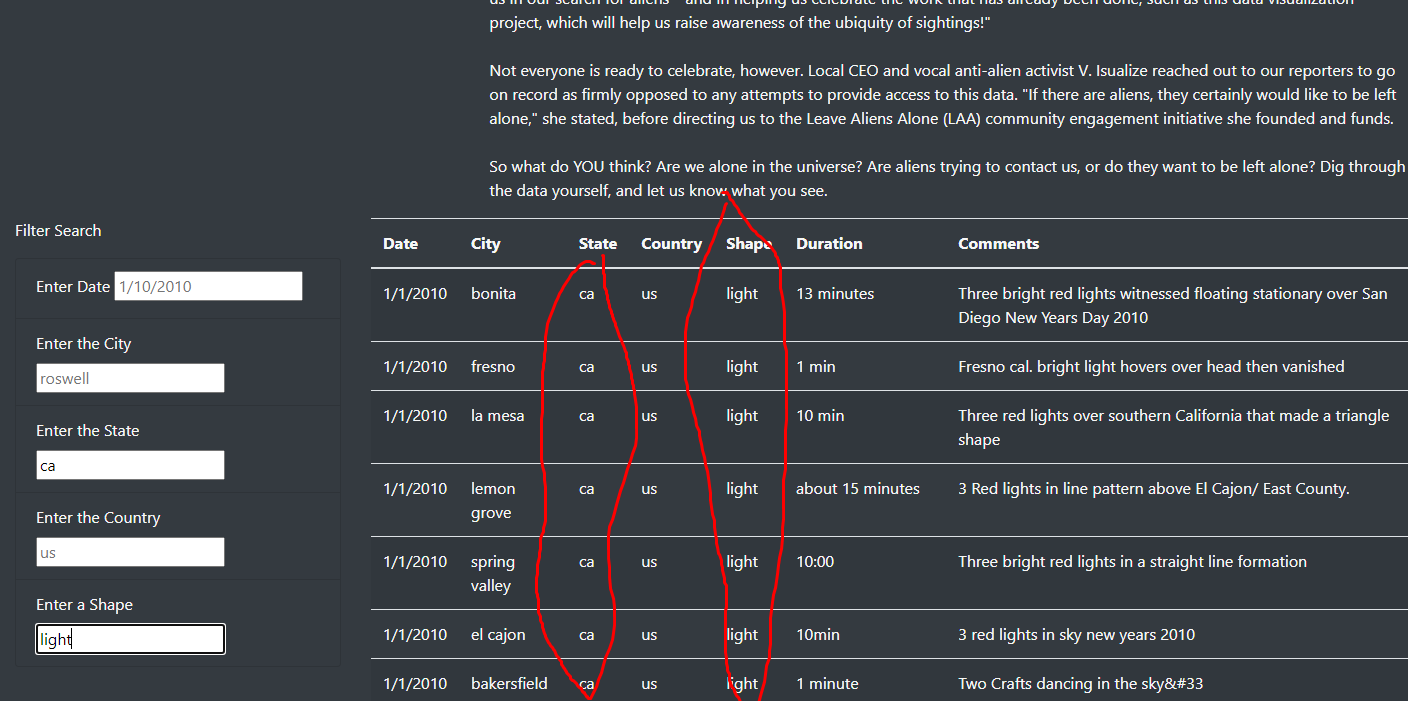 us in our search for aliens - and in helping us celebrate the work that has already been done, such as this data visualization
project, which will help us raise awareness of the ubiquity of sightings!"
Not everyone is ready to celebrate, however. Local CEO and vocal anti-alien activist V. Isualize reached out to our reporters to go
on record as firmly opposed to any attempts to provide access to this data. "If there are aliens, they certainly would like to be left
alone," she stated, before directing us to the Leave Aliens Alone (LAA) community engagement initiative she founded and funds.
So what do YOU think? Are we alone in the universe? Are aliens trying to contact us, or do they want to be left alone? Dig through
the data yourself, and let us know what you see.
Filter Search
Enter Date 1/10/2010
Enter the City
roswell
Enter the State
ca
Enter the Country
us
Enter a Shape
light
Date City State Country Shape Duration Comments
1/1/2010 bonita ca us light 13 minutes Three bright red lights witnessed floating stationary over San
Diego New Years Day 2010
1/1/2010 fresno ca us light 1 min Fresno cal. bright light hovers over head then vanished
1/1/2010 la mesa ca us light 10 min Three red lights over southern California that made a triangle
shape
1/1/2010 lemon ca us light about 15 minutes 3 Red lights in line pattern above El Cajon/ East County.
grove
1/1/2010 spring ca us light 10:00 Three bright red lights in a straight line formation
valley
1/1/2010 el cajon ca us light 10min 3 red lights in sky new years 2010
1/1/2010 bakersfield ca us light 1 minute Two Crafts dancing in the sky&#33